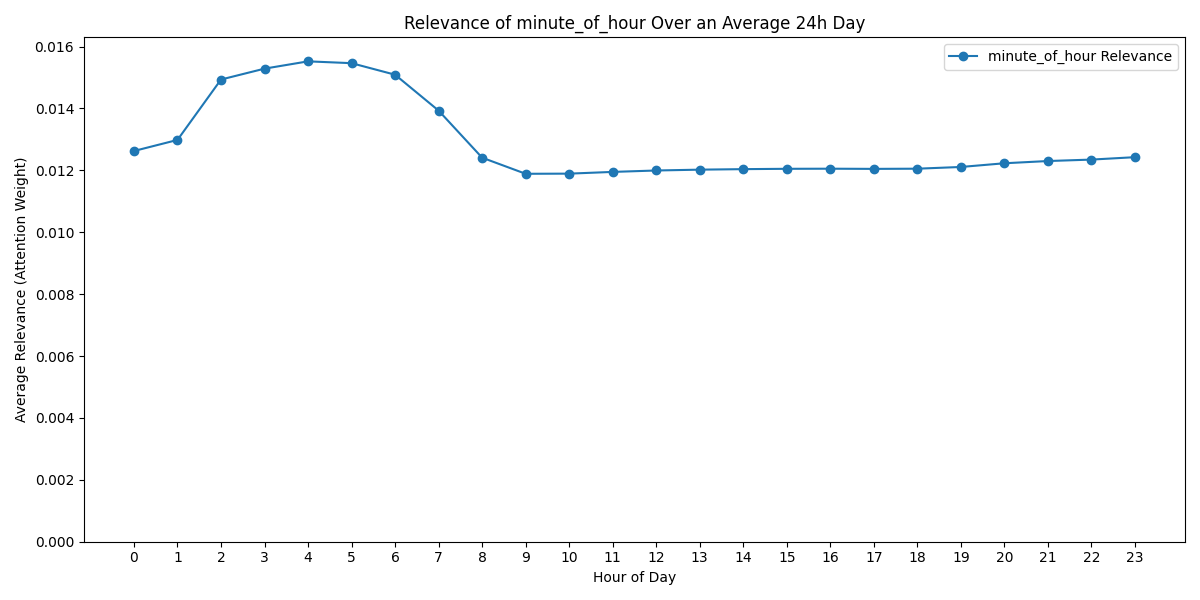 Relevance of minute_of_hour Over an Average 24h Day
minute_of_hour Relevance
Average Relevance (Attention Weight)
0.016
0.014
0.012
0.010
0.008
0.006
0.004
0.002
0.000
0 1 2 3 4 5 6 7 8 9 10 11 12 13 14 15 16 17 18 19 20 21 22 23
Hour of Day